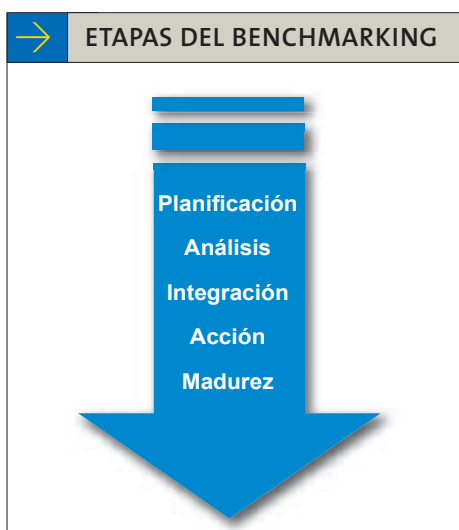 ETAPAS DEL BENCHMARKING
Planificación
Análisis
Integración
Acción
Madurez